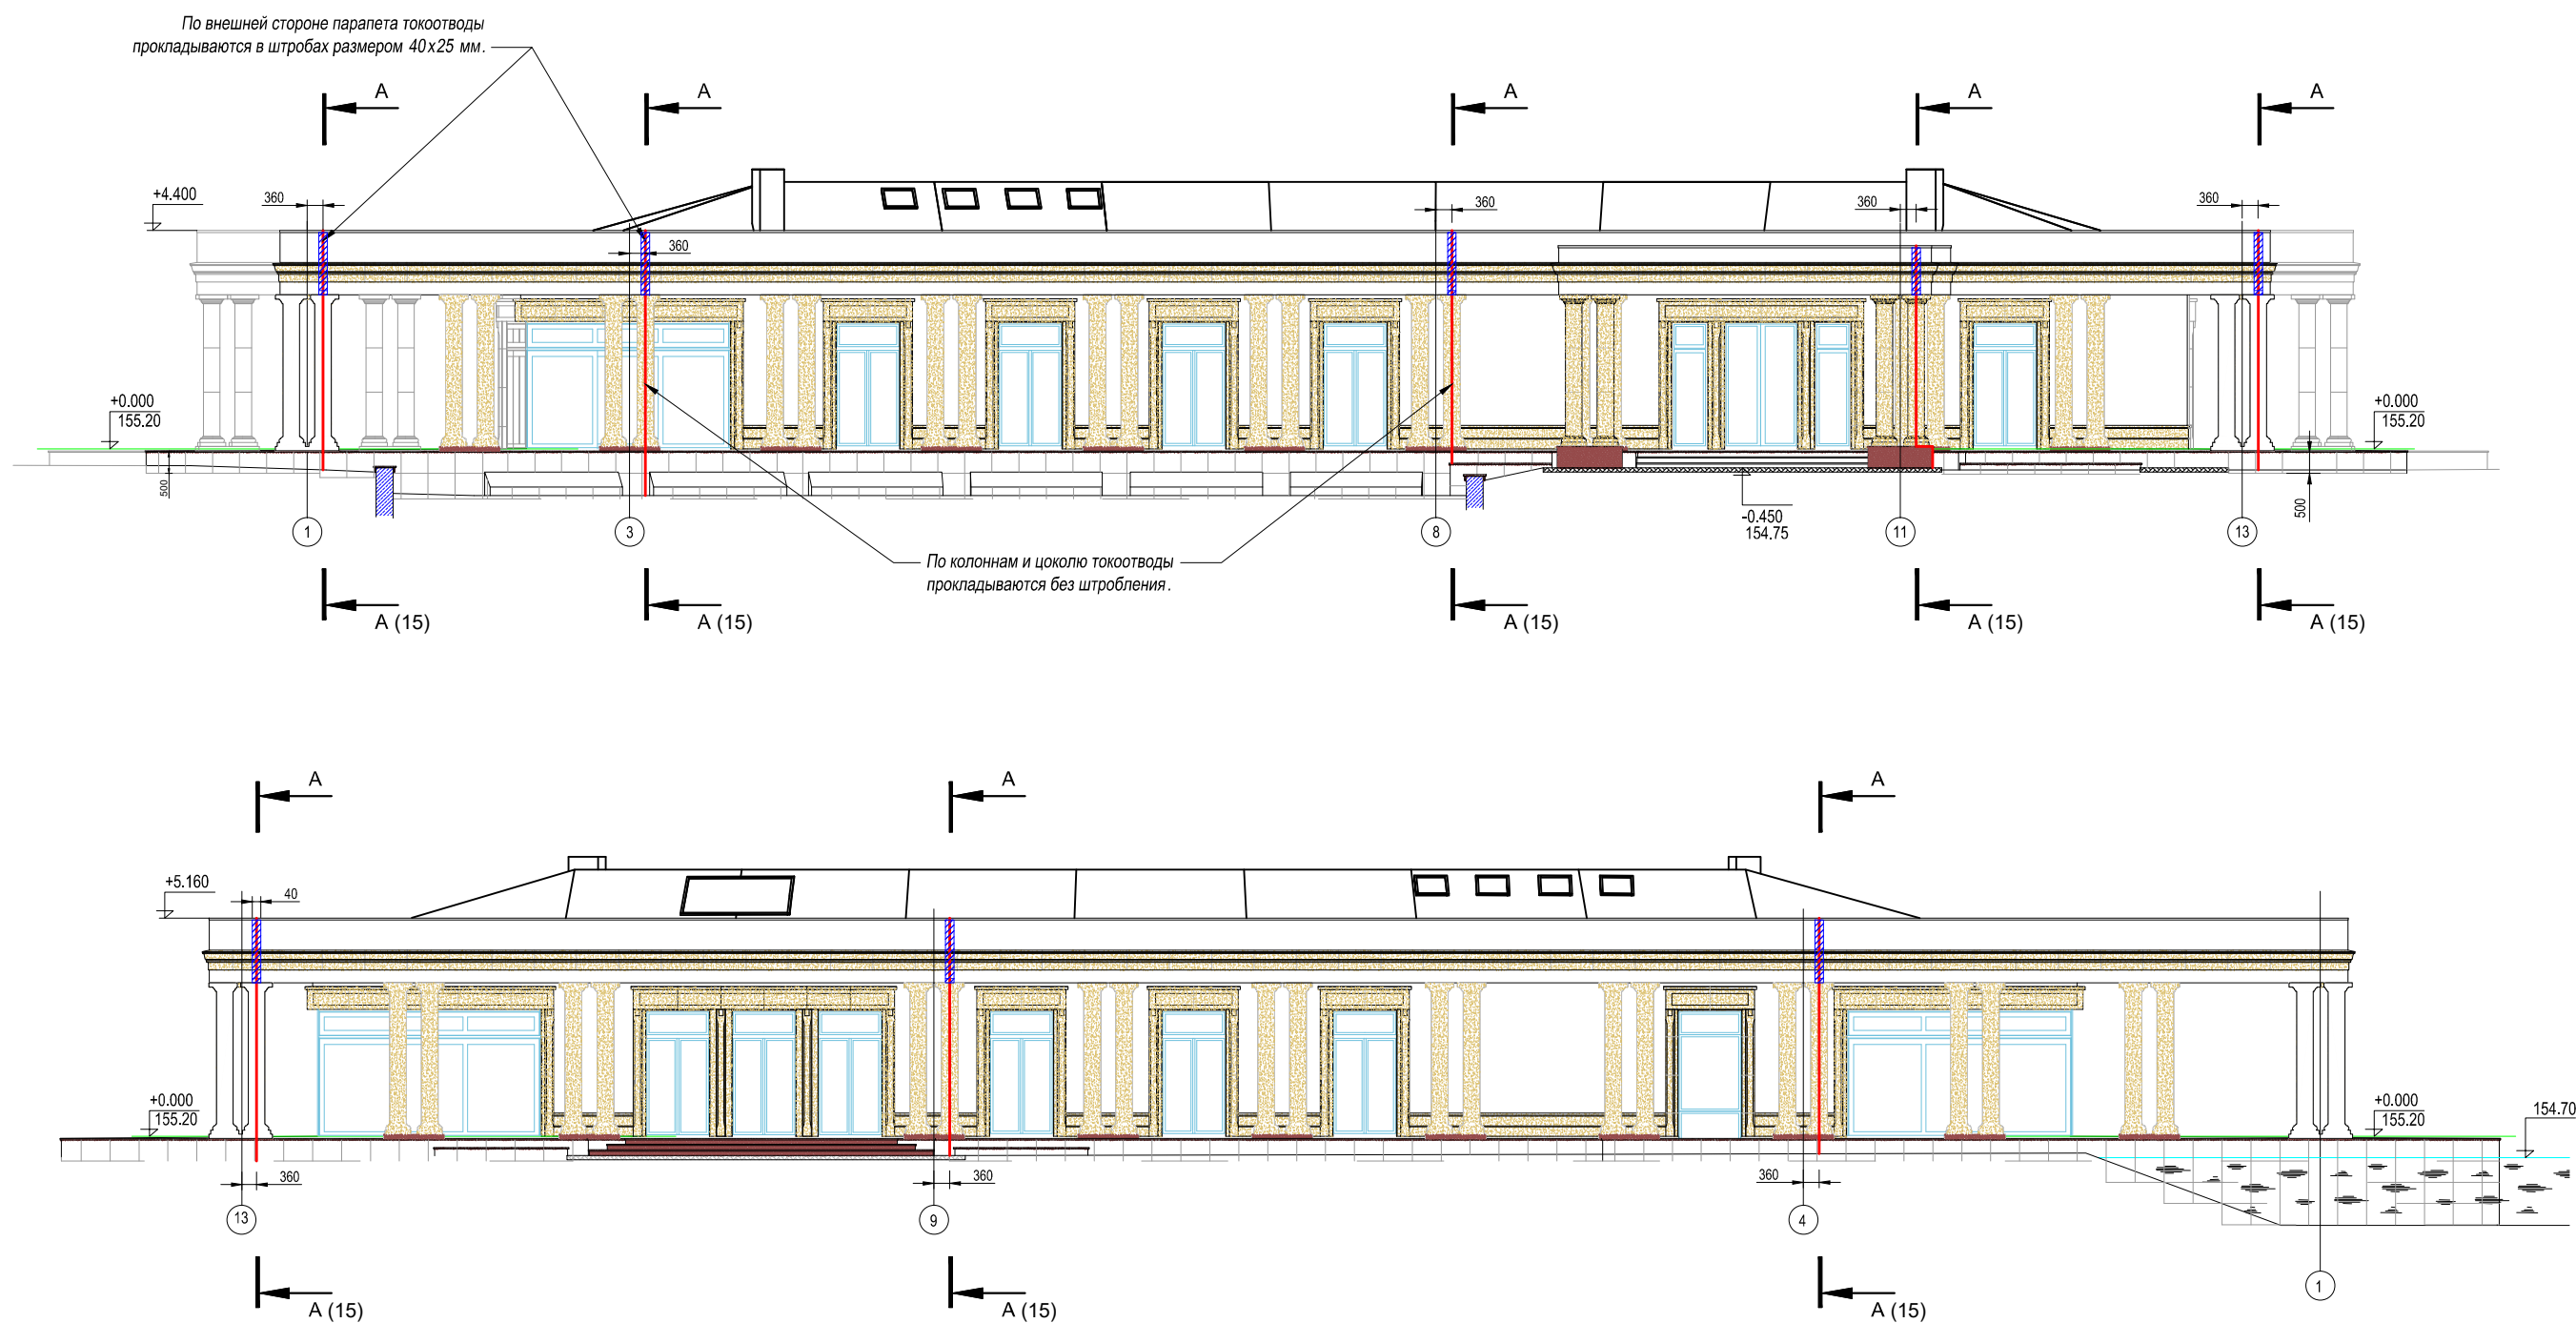 По внешней стороне парапета токоотводы
прокладываются в штробах размером 40x25 мм.
А А А А А
+4.400
360
360
360
360
360
+0.000
155.20
+0.000
155.20
500
500
-0.450
154.75
1 3 8 11 13
По колоннам и цоколю токоотводы
прокладываются без штробления.
А (15) А (15) А (15) А (15) А (15)
А А А
+5.160
40
+0.000
155.20
+0.000
155.20
154.70
360
360
360
13 9 4 1
А (15) А (15) А (15)